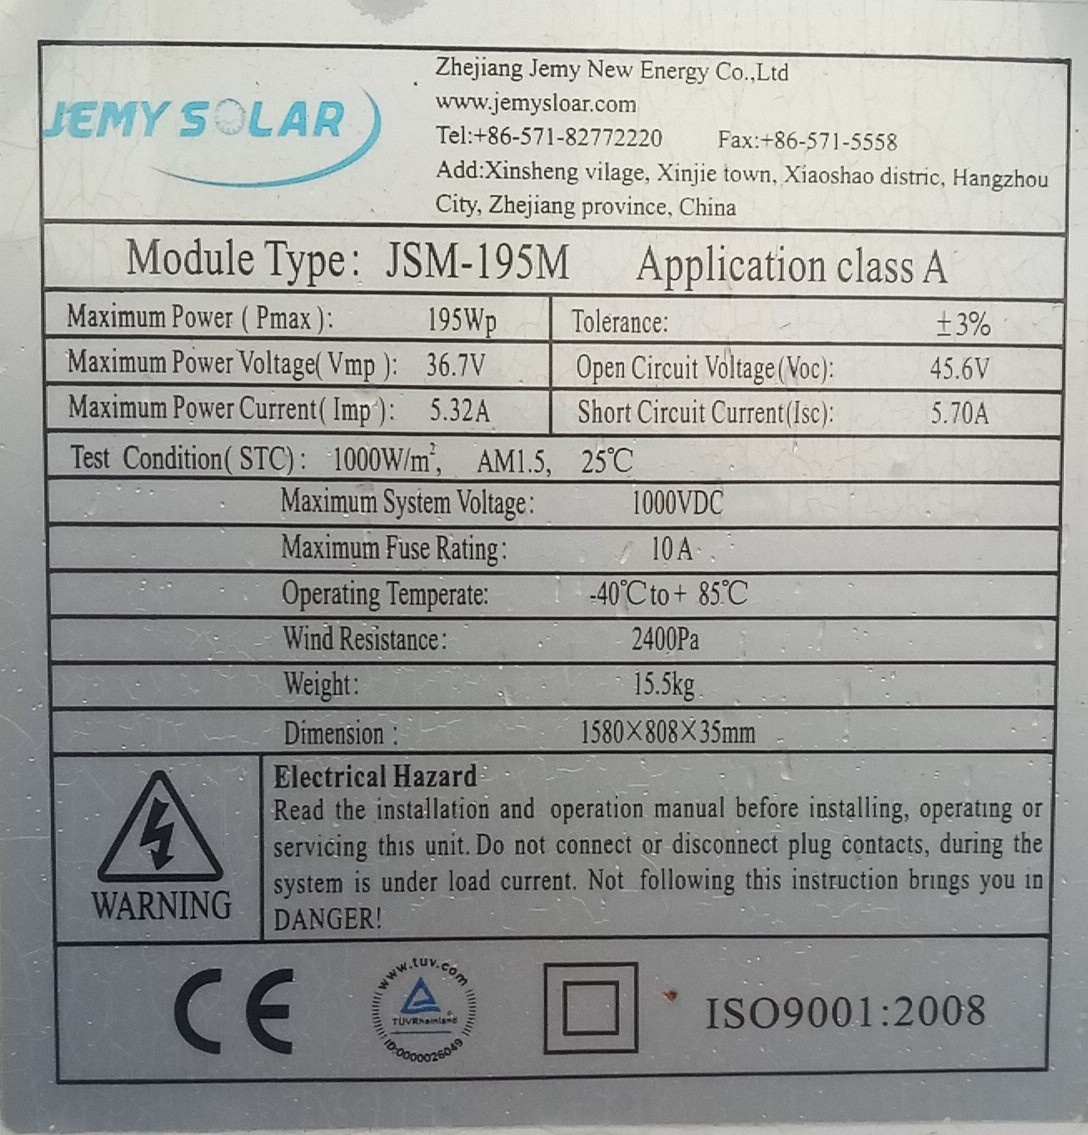 JEMY SOLAR
Zhejiang Jemy New Energy Co.,Ltd
www.jemysloar.com
Tel:+86-571-82772220 Fax:+86-571-5558
Add:Xinsheng vilage, Xinjie town, Xiaoshao distric, Hangzhou
City, Zhejiang province, China
Module Type: JSM-195M Application class A
Maximum Power ( Pmax ): 195Wp Tolerance: ±3%
Maximum Power Voltage( Vmp ): 36.7V Open Circuit Voltage(Voc): 45.6V
Maximum Power Current( Imp ): 5.32A Short Circuit Current(Isc): 5.70A
Test Condition( STC) : 1000W/m², AM1.5, 25℃
Maximum System Voltage: 1000VDC
Maximum Fuse Rating: 10A
Operating Temperate: -40℃to+ 85℃
Wind Resistance: 2400Pa
Weight: 15.5kg
Dimension : 1580×808×35mm
WARNING
Electrical Hazard
Read the installation and operation manual before installing, operating or
servicing this unit. Do not connect or disconnect plug contacts, during the
system is under load current. Not following this instruction brings you in
DANGER!
CE
www.tuv.com
TÜVRheinland
ID:0000026049
ISO9001:2008